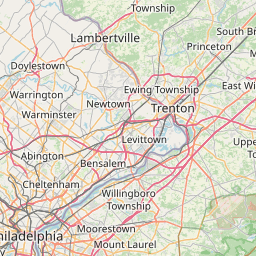 Township
South B
Lambertville
Princeton
Doylestown
Ewing Township
East Wi
Warrington
Newtown
Trenton
Warminster
Levittown
Uppe
To
Abington
Bensalem
Cheltenham
Willingboro
Township
hiladelphia
Moorestown
Mount Laurel